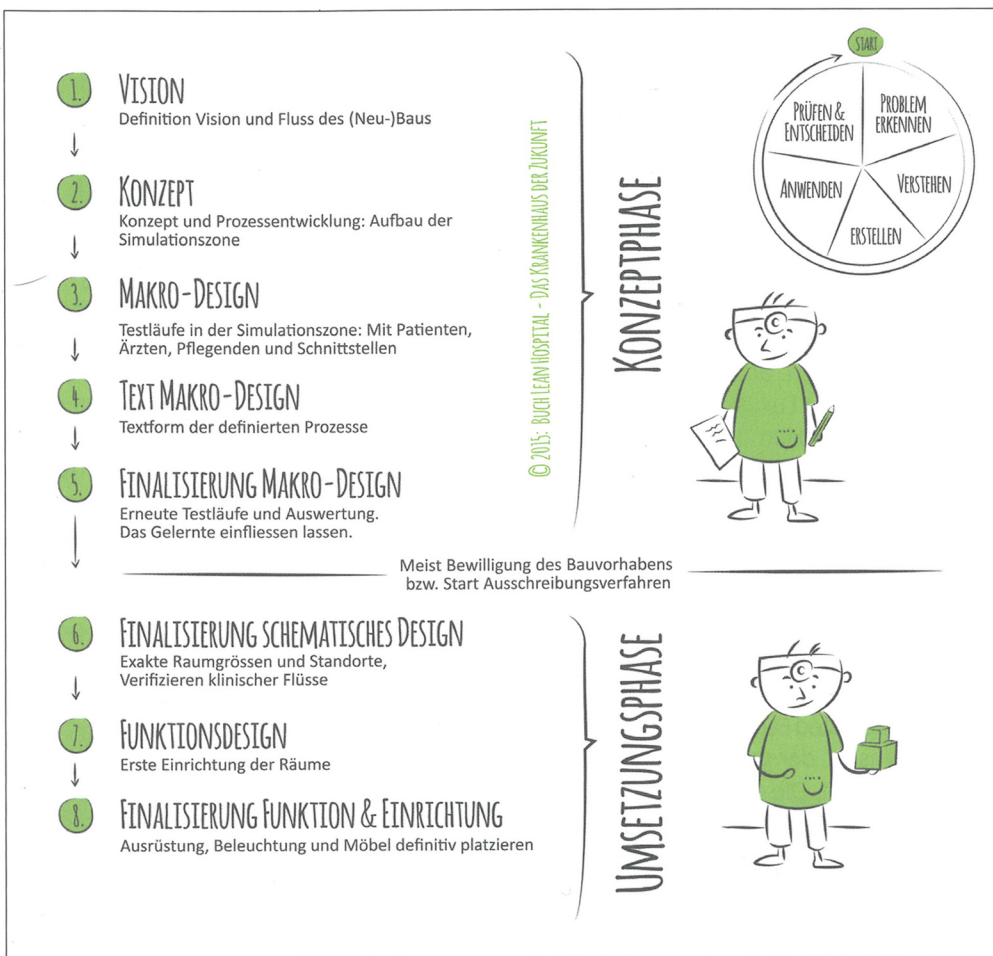 1.
VISION
Definition Vision und Fluss des (Neu-)Baus
2.
KONZEPT
Konzept und Prozessentwicklung: Aufbau der
Simulationszone
3.
MAKRO-DESIGN
Testläufe in der Simulationszone: Mit Patienten,
Ärzten, Pflegenden und Schnittstellen
4.
TEXT MAKRO-DESIGN
Textform der definierten Prozesse
5.
FINALISIERUNG MAKRO-DESIGN
Erneute Testläufe und Auswertung.
Das Gelernte einfliessen lassen.
© 2015: BUCH LEAN HOSPITAL - DAS KRANKENHAUS DER ZUKUNFT
KONZEPTPHASE
START
PROBLEM
ERKENNEN
VERSTEHEN
ERSTELLEN
ANWENDEN
PRÜFEN &
ENTSCHEIDEN
Meist Bewilligung des Bauvorhabens
bzw. Start Ausschreibungsverfahren
6.
FINALISIERUNG SCHEMATISCHES DESIGN
Exakte Raumgrössen und Standorte,
Verifizieren klinischer Flüsse
7.
FUNKTIONSDESIGN
Erste Einrichtung der Räume
8.
FINALISIERUNG FUNKTION & EINRICHTUNG
Ausrüstung, Beleuchtung und Möbel definitiv platzieren
UMSETZUNGSPHASE